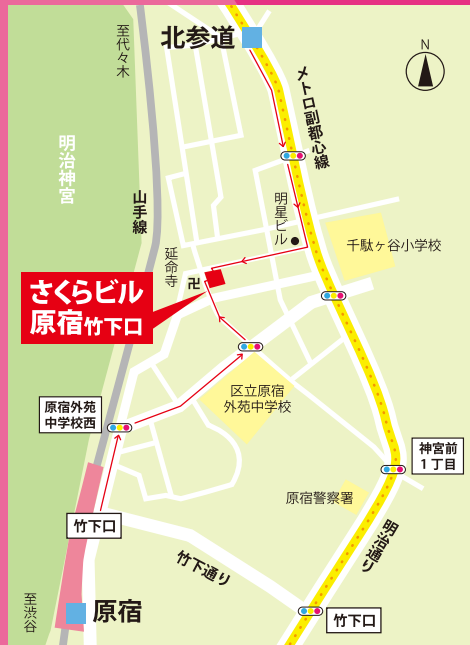 北参道
至代々木
N
メトロ副都心線
明治神宮
山手線
明星ビル
千駄ヶ谷小学校
延命寺
卍
さくらビル
原宿竹下口
区立原宿
外苑中学校
原宿外苑
中学校西
神宮前
1丁目
原宿警察署
竹下口
明治通り
竹下通り
至渋谷
原宿
竹下口